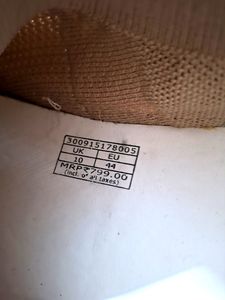 300915178005
UK EU
10 44
MRP₹799.00
(incl. of all taxes)